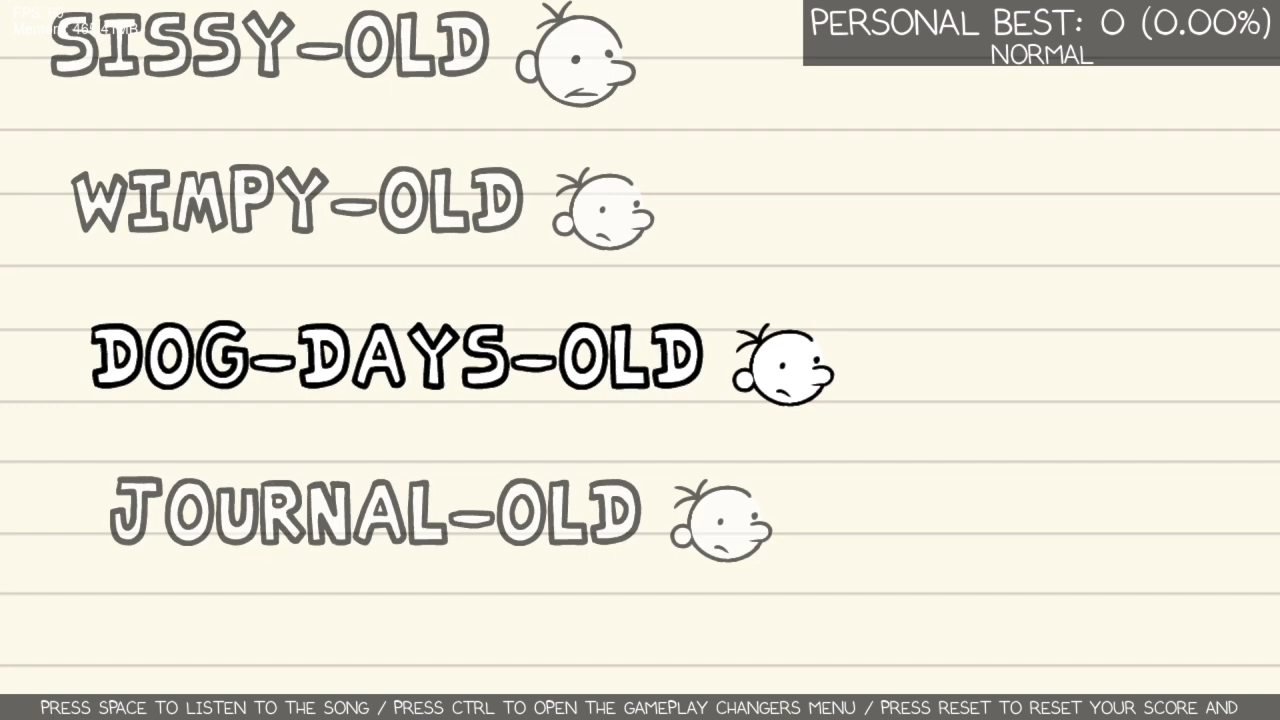 SISSY-OLD
PERSONAL BEST: 0 (0.00%)
NORMAL
WIMPY-OLD
DOG-DAYS-OLD
JOURNAL-OLD
PRESS SPACE TO LISTEN TO THE SONG / PRESS CTRL TO OPEN THE GAMEPLAY CHANGERS MENU / PRESS RESET TO RESET YOUR SCORE AND